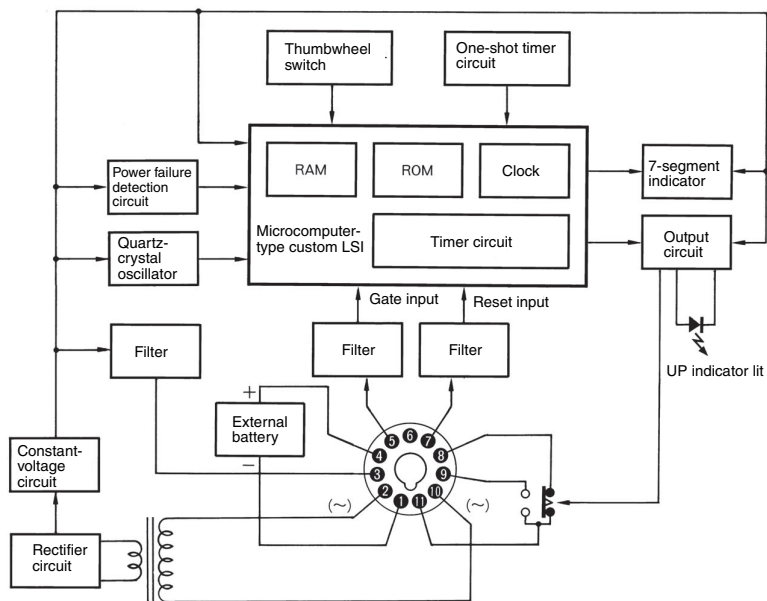 Thumbwheel
switch
One-shot timer
circuit
RAM
ROM
Clock
Power failure
detection
circuit
7-segment
indicator
Microcomputer-
type custom LSI
Timer circuit
Quartz-
crystal
oscillator
Output
circuit
Gate input
Reset input
Filter
Filter
Filter
UP indicator lit
+
External
battery
−
5
6
7
4
8
3
9
2
10
1
11
(~)
(~)
Constant-
voltage
circuit
Rectifier
circuit